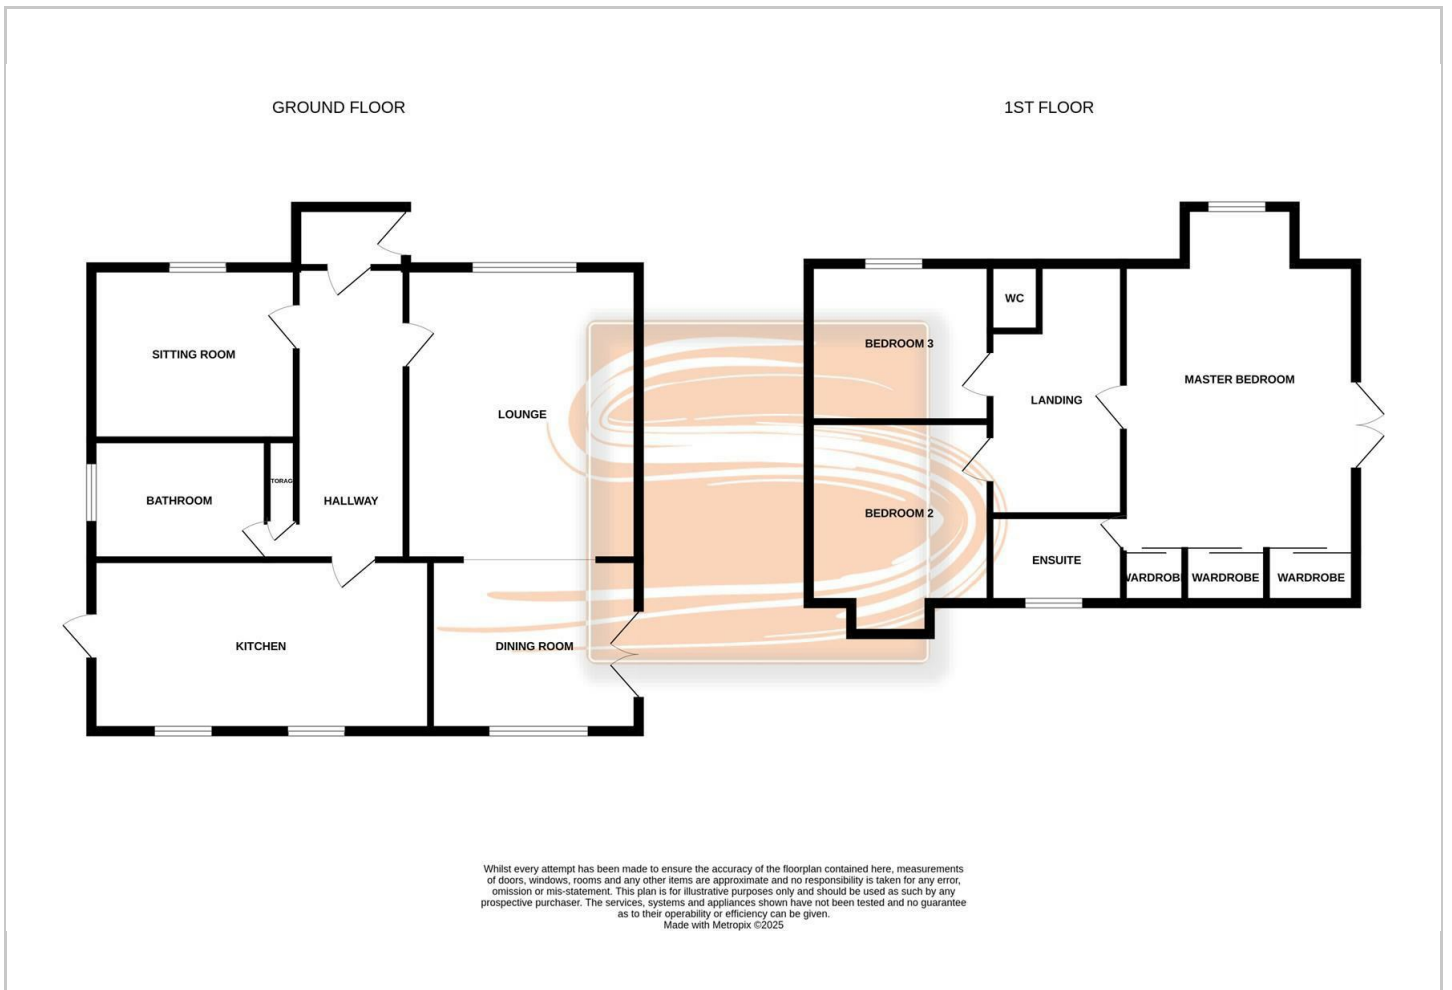 GROUND FLOOR
1ST FLOOR
SITTING ROOM
BATHROOM
TORAG
HALLWAY
LOUNGE
KITCHEN
DINING ROOM
BEDROOM 3
WC
LANDING
MASTER BEDROOM
BEDROOM 2
ENSUITE
WARDROBE
WARDROBE
WARDROBE
Whilst every attempt has been made to ensure the accuracy of the floorplan contained here, measurements
of doors, windows, rooms and any other items are approximate and no responsibility is taken for any error,
omission or mis-statement. This plan is for illustrative purposes only and should be used as such by any
prospective purchaser. The services, systems and appliances shown have not been tested and no guarantee
as to their operability or efficiency can be given.
Made with Metropix ©2025